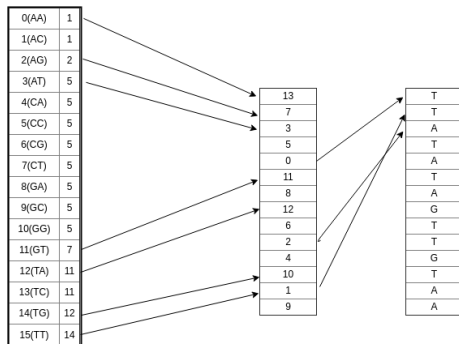 0(AA) 1
1(AC) 1
2(AG) 2
3(AT) 5
4(CA) 5
5(CC) 5
6(CG) 5
7(CT) 5
8(GA) 5
9(GC) 5
10(GG) 5
11(GT) 7
12(TA) 11
13(TC) 11
14(TG) 12
15(TT) 14
13
7
3
5
0
11
8
12
6
2
4
10
1
9
T
T
A
T
A
T
A
G
T
T
G
T
A
A